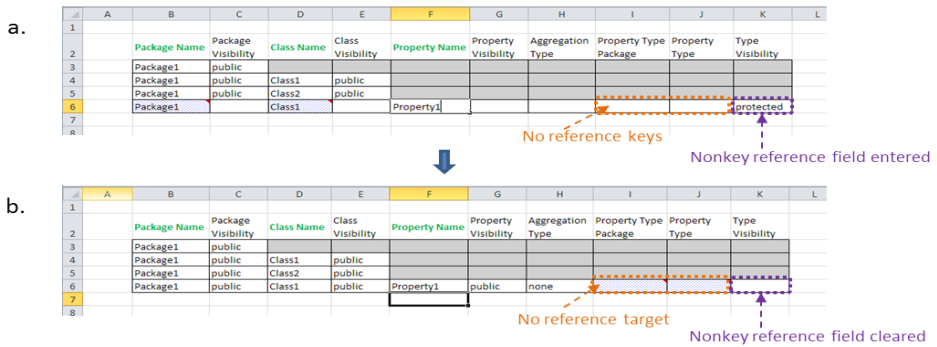 a.
A B C D E F G H I J K L
1
2 Package Name Package Visibility Class Name Class Visibility Property Name Property Visibility Aggregation Type Property Type Package Property Type Type Visibility
3 Package1 public
4 Package1 public Class1 public
5 Package1 public Class2 public
6 Package1 Class1 Property1 protected
7
8
No reference keys
Nonkey reference field entered
b.
A B C D E F G H I J K L
1
2 Package Name Package Visibility Class Name Class Visibility Property Name Property Visibility Aggregation Type Property Type Package Property Type Type Visibility
3 Package1 public
4 Package1 public Class1 public
5 Package1 public Class2 public
6 Package1 public Class1 public Property1 public none
7
8
No reference target
Nonkey reference field cleared